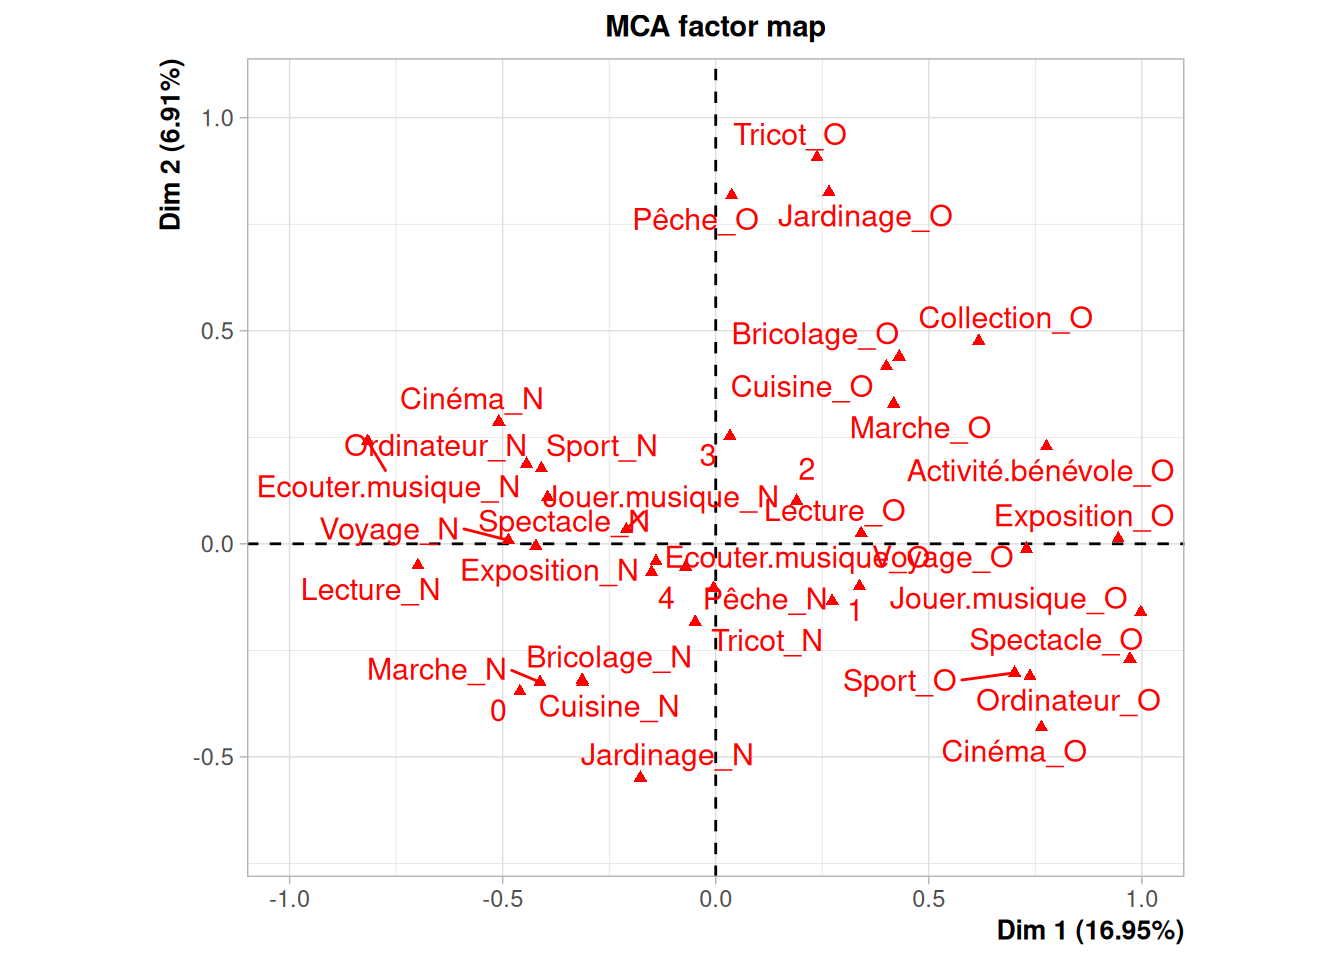 MCA factor map
Dim 2 (6.91%)
1.0
0.5
0.0
-0.5
Tricot_O
Pêche_O
Jardinage_O
Collection_O
Bricolage_O
Cuisine_O
Cinéma_N
Marche_O
Ordinateur_N
Sport_N
3
2
Activité.bénévole_O
Ecouter.musique_N
Jouer.musique_N
Lecture_O
Exposition_O
Voyage_N
Spectacle_N
Ecouter.musique_O
Voyage_O
Exposition_N
Lecture_N
4
Pêche_N
1
Jouer.musique_O
Tricot_N
Spectacle_O
Bricolage_N
Marche_N
Sport_O
Ordinateur_O
0
Cuisine_N
Jardinage_N
Cinéma_O
-1.0
-0.5
0.0
0.5
1.0
Dim 1 (16.95%)